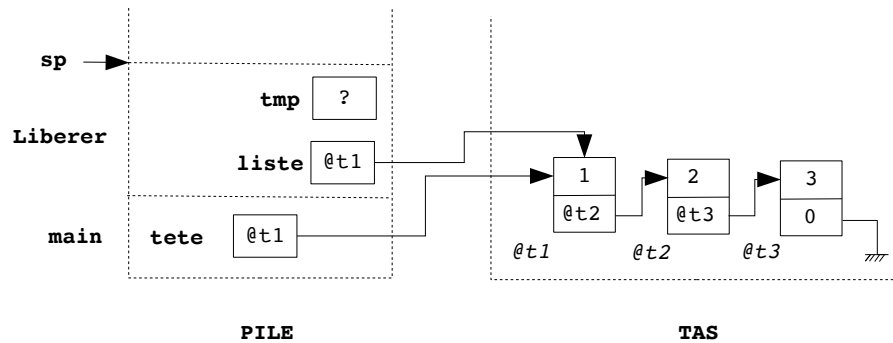 sp
tmp ?
Liberer
liste @t1
1 2 3
@t2 @t3 0
main tete @t1
@t1 @t2 @t3
PILE TAS